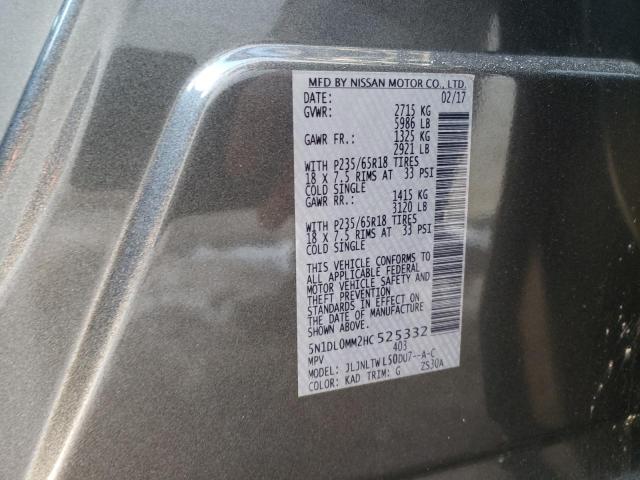 MFD BY NISSAN MOTOR CO., LTD.
DATE: 02/17
GVWR: 2715 KG
5986 LB
GAWR FR.: 1325 KG
2921 LB
WITH P235/65R18 TIRES
18 X 7.5 RIMS AT 33 PSI
COLD SINGLE
GAWR RR.: 1415 KG
3120 LB
WITH P235/65R18 TIRES
18 X 7.5 RIMS AT 33 PSI
COLD SINGLE
THIS VEHICLE CONFORMS TO
ALL APPLICABLE FEDERAL
MOTOR VEHICLE SAFETY AND
THEFT PREVENTION
STANDARDS IN EFFECT ON
THE DATE OF MANUFACTURE
SHOWN ABOVE.
5N1DL0MM2HC 525332
MPV 403
MODEL: JLJNLTWL50DU7--A-C
COLOR: KAD TRIM: G ZS30A